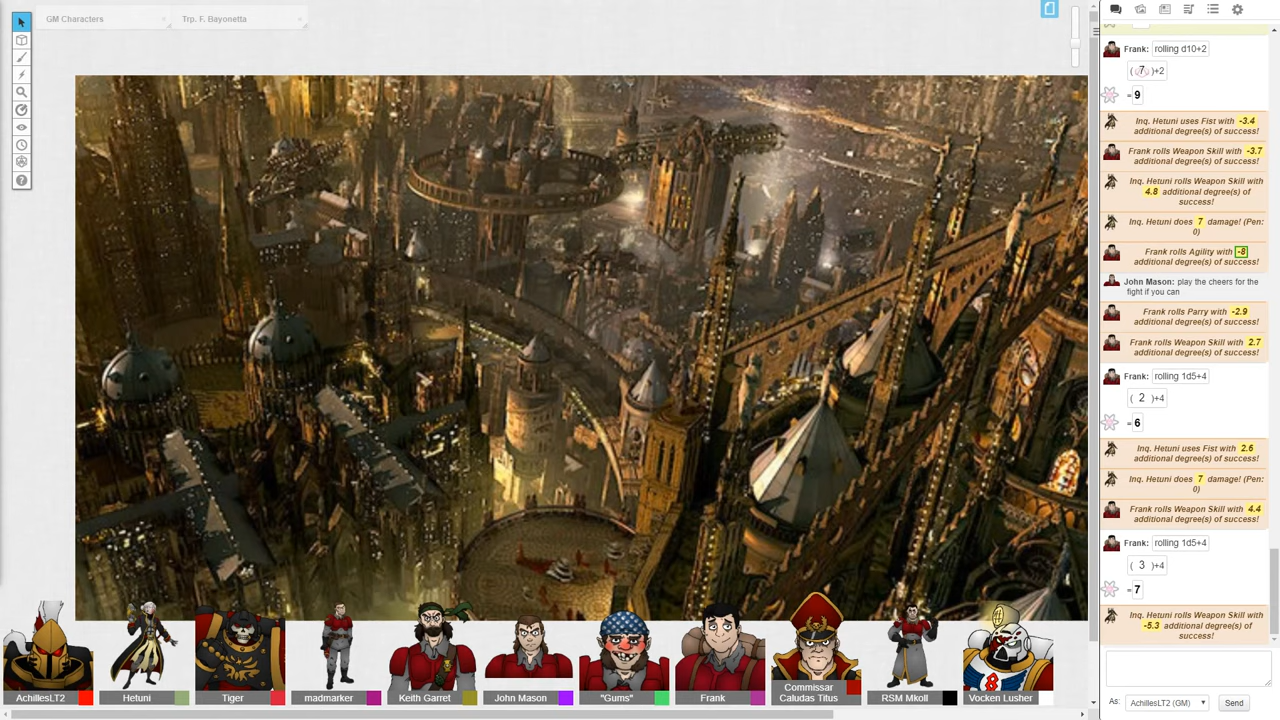 GM Characters
Trp. F. Bayonetta
Frank: rolling d10+2
( 7 )+2
= 9
Inq. Hetuni uses Fist with -3.4
additional degree(s) of success!
Frank rolls Weapon Skill with -3.7
additional degree(s) of success!
Inq. Hetuni rolls Weapon Skill with
4.8 additional degree(s) of
success!
Inq. Hetuni does 7 damage! (Pen:
0)
Frank rolls Agility with -8
additional degree(s) of success!
John Mason: play the cheers for the
fight if you can
Frank rolls Parry with -2.9
additional degree(s) of success!
Frank rolls Weapon Skill with 2.7
additional degree(s) of success!
Frank: rolling 1d5+4
( 2 )+4
= 6
Inq. Hetuni uses Fist with 2.6
additional degree(s) of success!
Inq. Hetuni does 7 damage! (Pen:
0)
Frank rolls Weapon Skill with 4.4
additional degree(s) of success!
Frank: rolling 1d5+4
( 3 )+4
= 7
Inq. Hetuni rolls Weapon Skill with
-5.3 additional degree(s) of
success!
AchillesLT2
Hetuni
Tiger
madmarker
Keith Garret
John Mason
"Gums"
Frank
Commissar
Caludas Titus
RSM Mkoll
Vocken Lusher
As: AchillesLT2 (GM)
Send